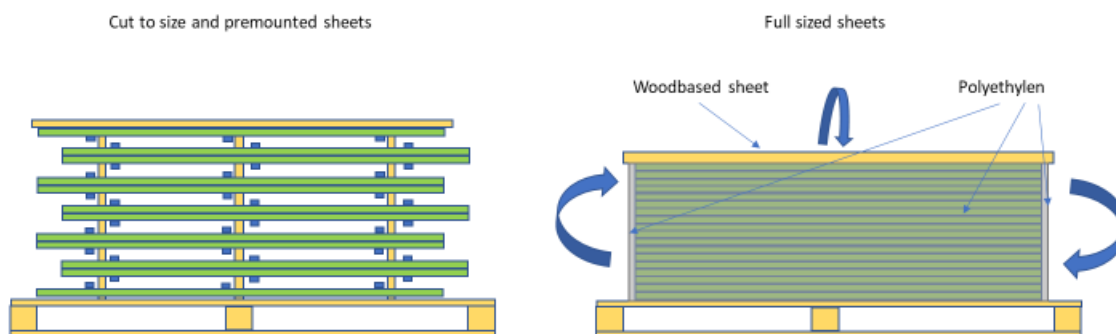 Cut to size and premounted sheets
Full sized sheets
Woodbased sheet
Polyethylen